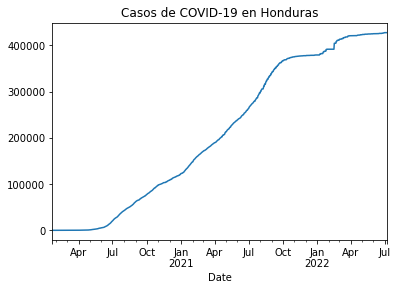 Casos de COVID-19 en Honduras
400000
300000
200000
100000
0
Apr Jul Oct Jan Apr Jul Oct Jan Apr Jul
2021 2022
Date